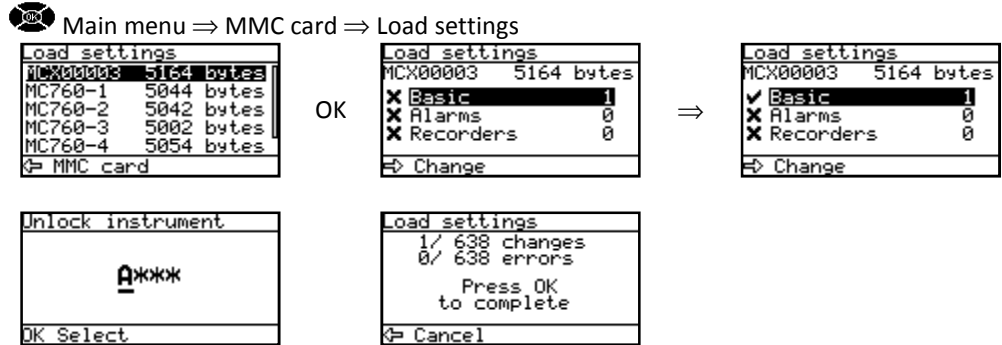 OK Main menu ⇒ MMC card ⇒ Load settings
Load settings
MCX00003 5164 bytes
MC760-1 5044 bytes
MC760-2 5042 bytes
MC760-3 5002 bytes
MC760-4 5054 bytes
⇦ MMC card
OK
Load settings
MCX00003 5164 bytes
✘ Basic 1
✘ Alarms 0
✘ Recorders 0
⇨ Change
⇒
Load settings
MCX00003 5164 bytes
✔ Basic 1
✘ Alarms 0
✘ Recorders 0
⇨ Change
Unlock instrument
A***
OK Select
Load settings
1/ 638 changes
0/ 638 errors
Press OK
to complete
⇦ Cancel